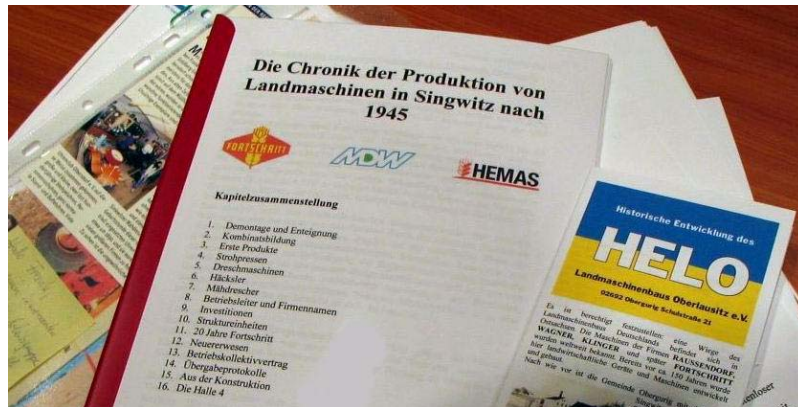 Die Chronik der Produktion von
Landmaschinen in Singwitz nach
1945
FORTSCHRITT
MDW
HEMAS
Kapitelzusammenstellung
1. Demontage und Enteignung
2. Kombinatsbildung
3. Erste Produkte
4. Strohpressen
5. Dreschmaschinen
6. Häcksler
7. Mähdrescher
8. Betriebsleiter und Firmennamen
9. Investitionen
10. Struktureinheiten
11. 20 Jahre Fortschritt
12. Neuererwesen
13. Betriebskollektivvertrag
14. Übergabeprotokolle
15. Aus der Konstruktion
16. Die Halle 4
Historische Entwicklung des
HELO
Landmaschinenbaus Oberlausitz e.V.
02692 Obergurig Schulstraße 21
Es ist berechtigt festzustellen: eine Wiege des
Landmaschinenbaus Deutschlands befindet sich in
Ostsachsen. Die Maschinen der Firmen RAUSSENDORF,
WAGNER, KLINGER und später FORTSCHRITT
wurden weltweit bekannt. Bereits vor ca. 150 Jahren wurde
hier landwirtschaftliche Geräte und Maschinen entwickelt
und gebaut.
Nach wie vor ist die Gemeinde Obergurig mit